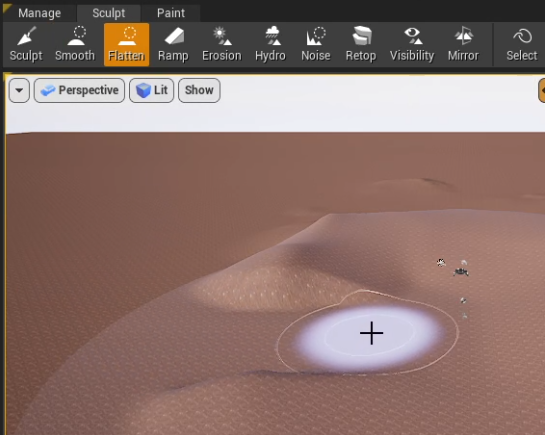 Manage Sculpt Paint
Sculpt Smooth Flatten Ramp Erosion Hydro Noise Retop Visibility Mirror Select
Perspective Lit Show